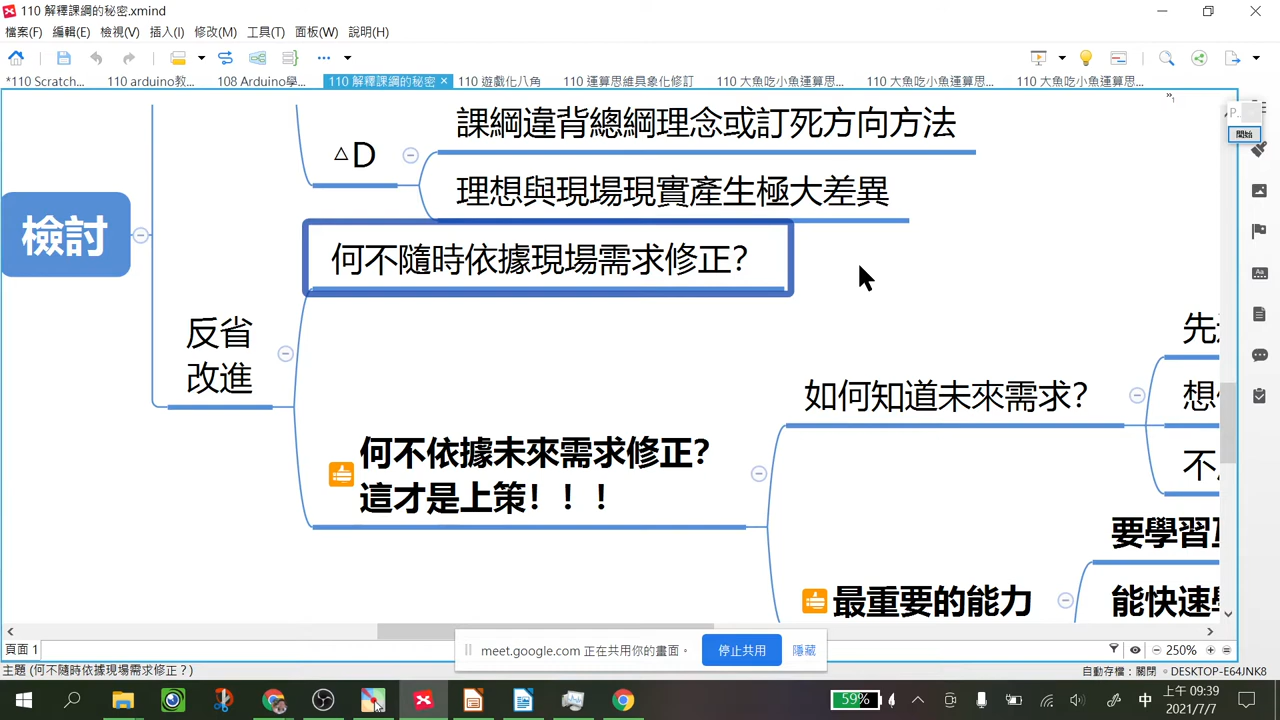 110 解釋課綱的秘密.xmind
檔案(F) 編輯(E) 檢視(V) 插入(I) 修改(M) 工具(T) 面板(W) 說明(H)
*110 Scratch... 110 arduino教... 108 Arduino學... 110 解釋課綱的秘密 110 遊戲化八角 110 運算思維具象化修訂 110 大魚吃小魚運算思... 110 大魚吃小魚運算思... 110 大魚吃小魚運算思...
開始
課綱違背總綱理念或訂死方向方法
△D
理想與現場現實產生極大差異
檢討
何不隨時依據現場需求修正?
反省
改進
如何知道未來需求?
想
不
何不依據未來需求修正?
這才是上策!!!
要學習
最重要的能力
能快速
meet.google.com 正在共用你的畫面。 停止共用 隱藏
頁面 1
250%
主題 (何不隨時依據現場需求修正?)
自動存檔：關閉 。DESKTOP-E64JNK8
59%
中
上午 09:39
2021/7/7